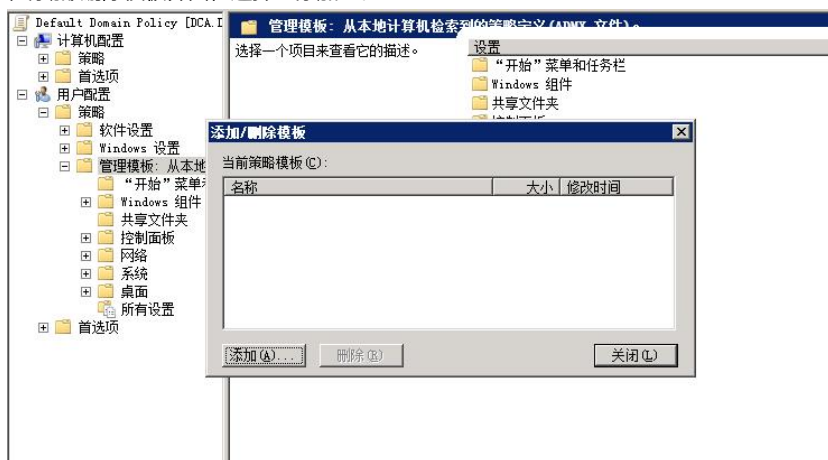 Default Domain Policy [DCA.D
计算机配置
策略
首选项
用户配置
策略
软件设置
Windows 设置
管理模板: 从本地
“开始”菜单
Windows 组件
共享文件夹
控制面板
网络
系统
桌面
所有设置
首选项
管理模板: 从本地计算机检索到的策略定义(ADMX 文件)。
选择一个项目来查看它的描述。
设置
“开始”菜单和任务栏
Windows 组件
共享文件夹
添加/删除模板
当前策略模板(C):
名称 大小 修改时间
添加(A)... 删除(R) 关闭(L)